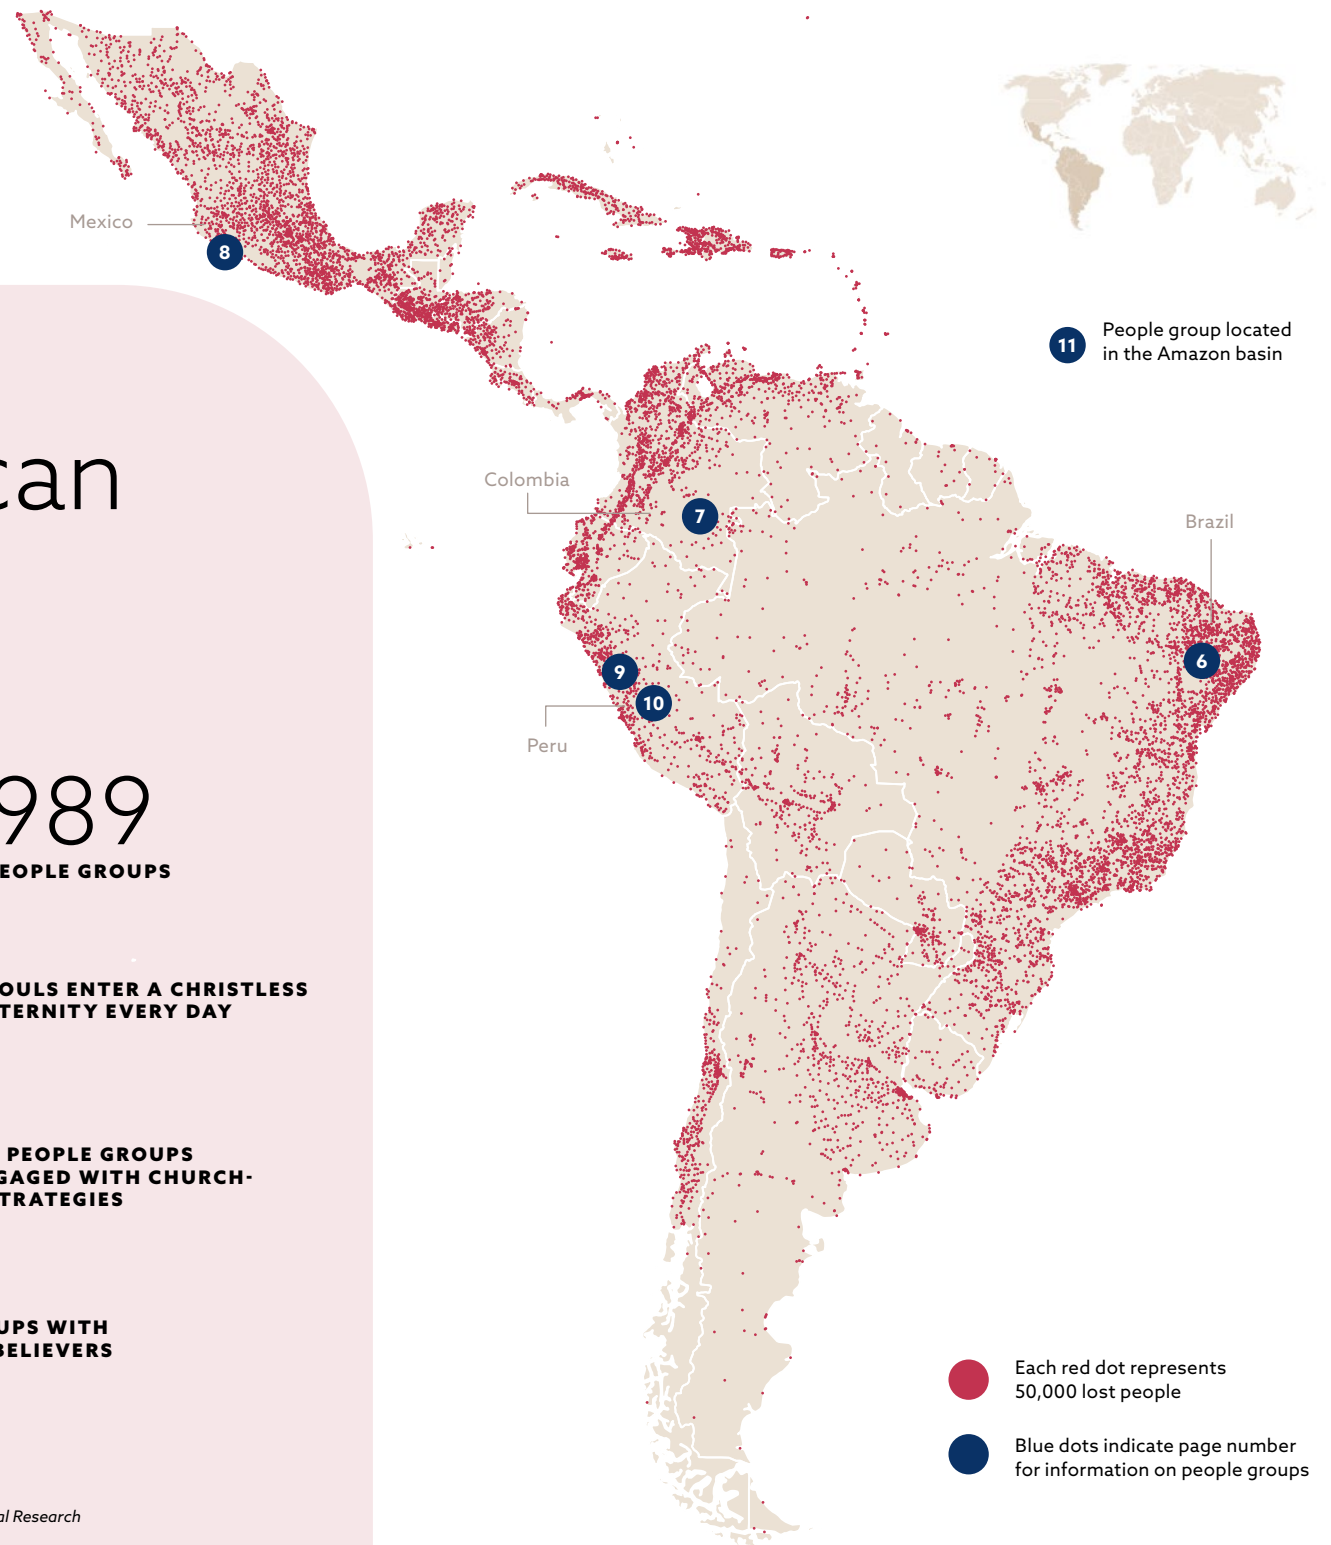 Mexico
8
11
People group located
in the Amazon basin
can
Colombia
7
Brazil
6
9
10
Peru
989
EOPLE GROUPS
OULS ENTER A CHRISTLESS
TERNITY EVERY DAY
PEOPLE GROUPS
GAGED WITH CHURCH-
TRATEGIES
UPS WITH
BELIEVERS
Each red dot represents
50,000 lost people
Blue dots indicate page number
for information on people groups
al Research